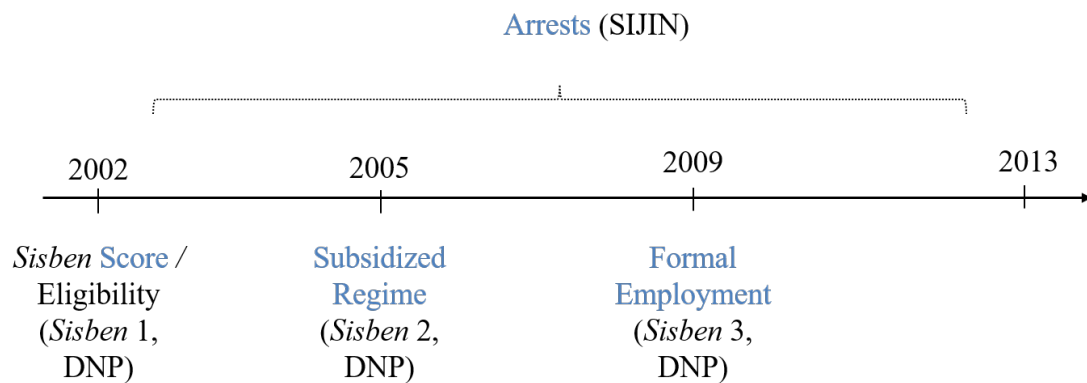 Arrests (SIJIN)
2002
2005
2009
2013
Sisben Score /
Eligibility
(Sisben 1,
DNP)
Subsidized
Regime
(Sisben 2,
DNP)
Formal
Employment
(Sisben 3,
DNP)